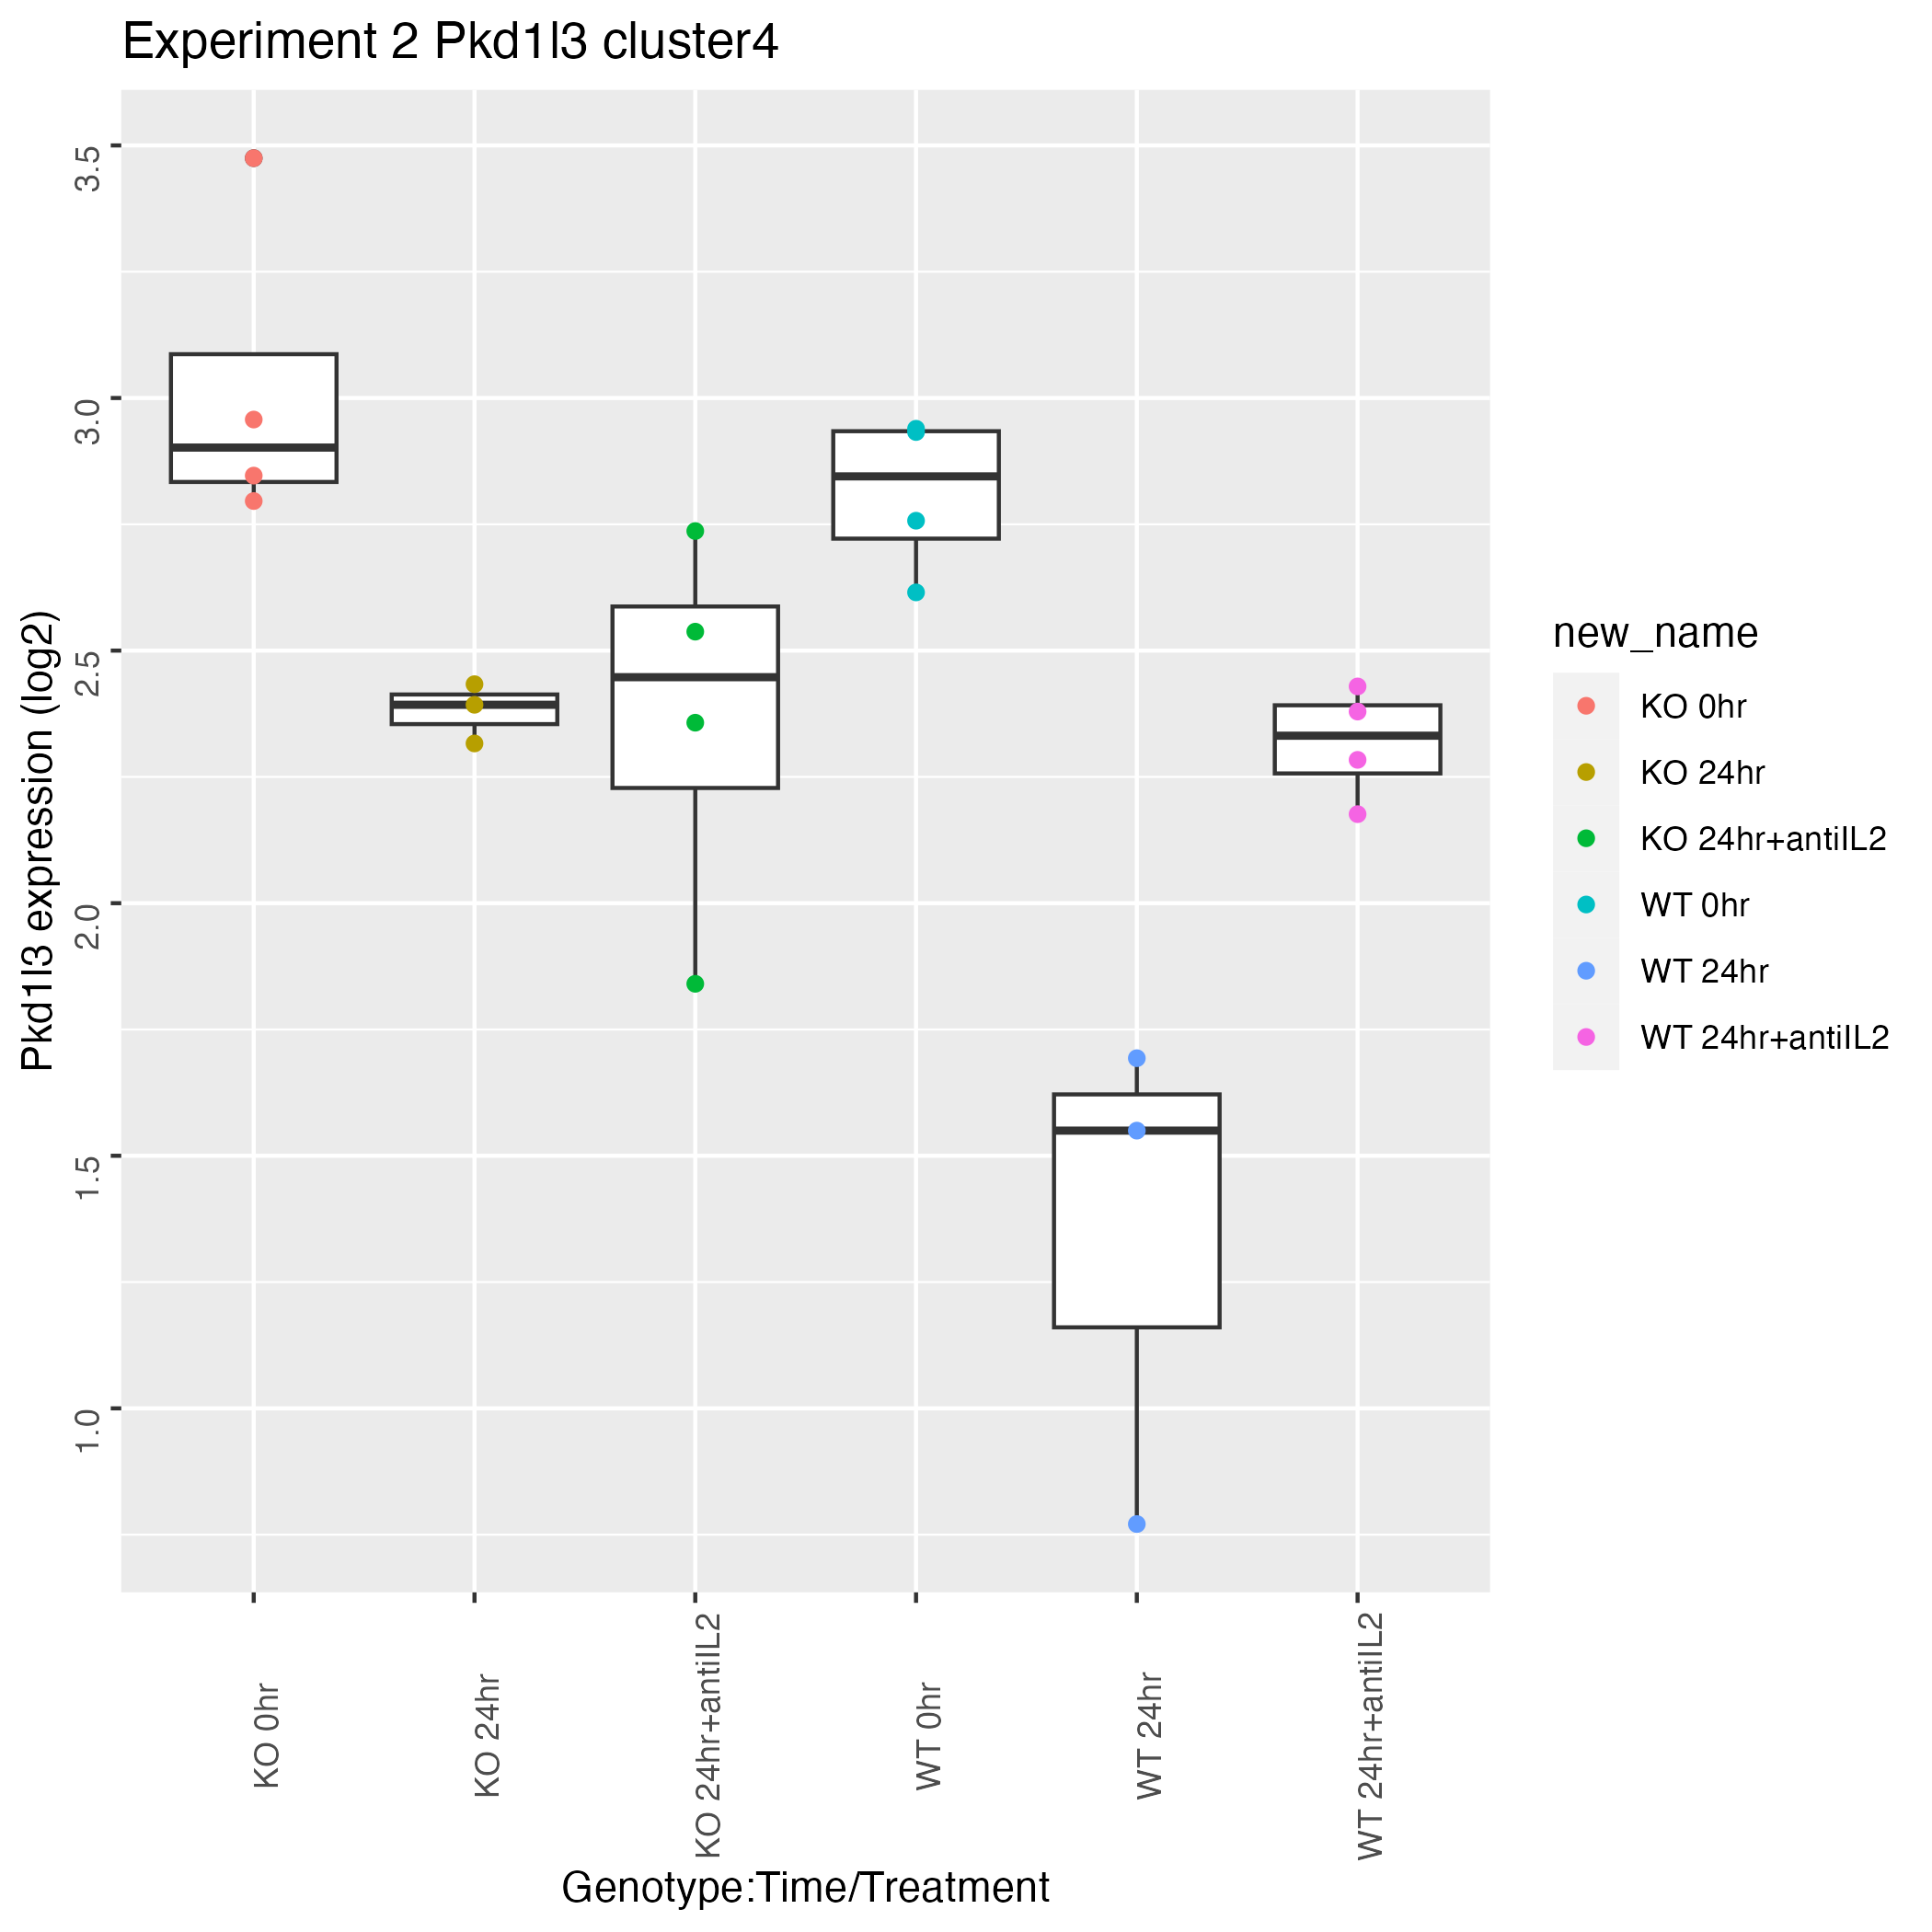 Experiment 2 Pkd1l3 cluster4
Pkd1l3 expression (log2)
3.5
3.0
2.5
2.0
1.5
1.0
KO 0hr
KO 24hr
KO 24hr+antiIL2
WT 0hr
WT 24hr
WT 24hr+antiIL2
Genotype:Time/Treatment
new_name
KO 0hr
KO 24hr
KO 24hr+antiIL2
WT 0hr
WT 24hr
WT 24hr+antiIL2